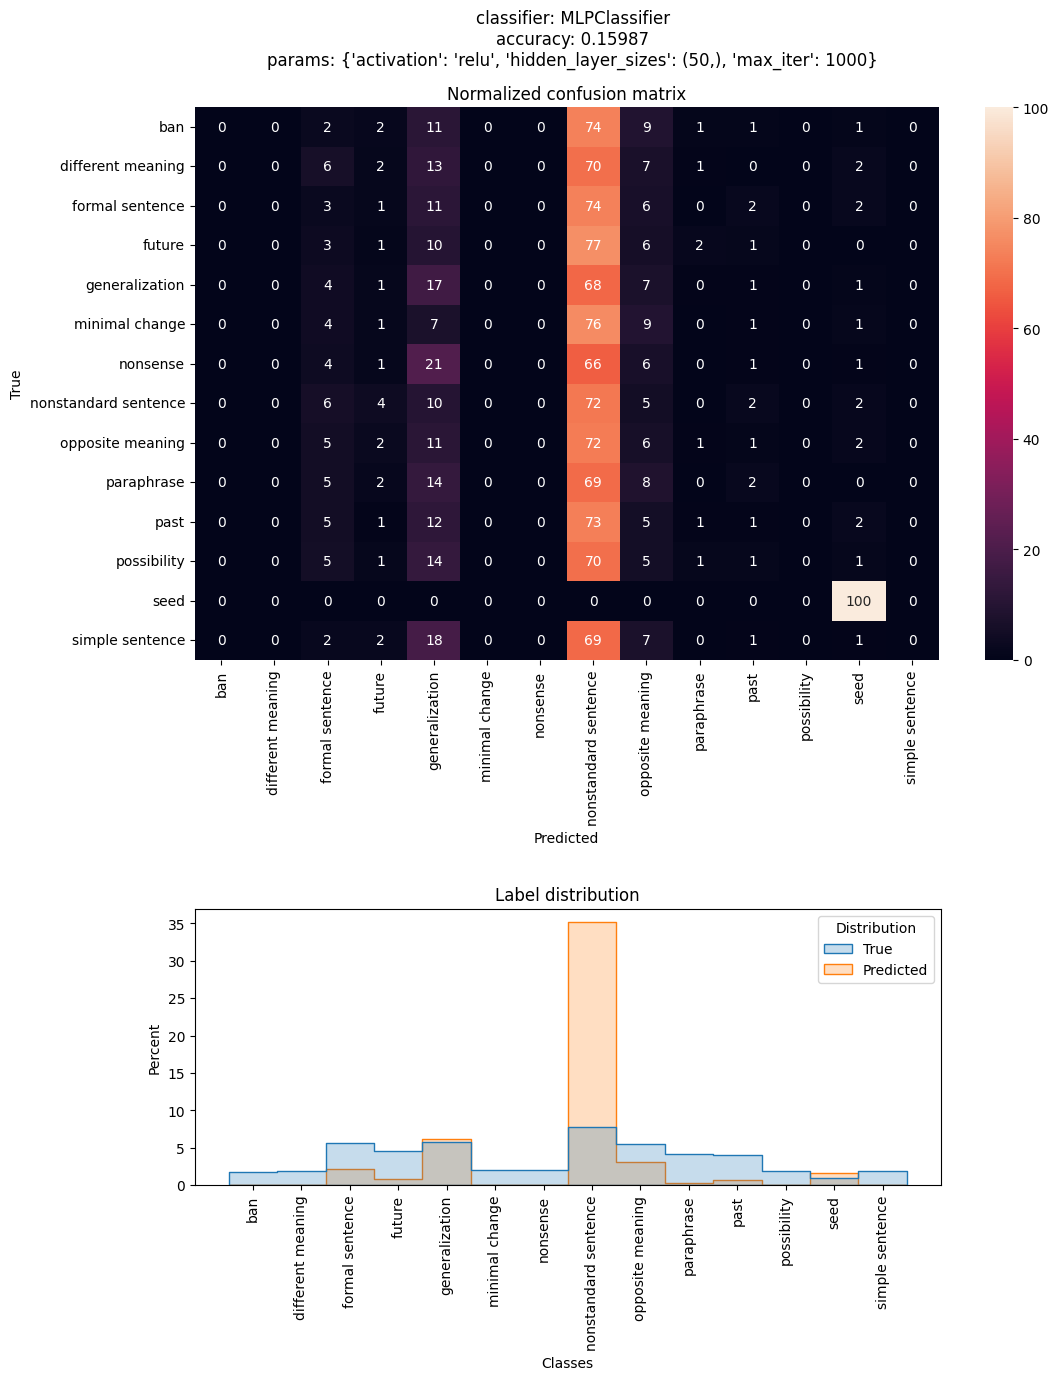 classifier: MLPClassifier
accuracy: 0.15987
params: {'activation': 'relu', 'hidden_layer_sizes': (50,), 'max_iter': 1000}
Normalized confusion matrix
True
ban 0 0 2 2 11 0 0 74 9 1 1 0 1 0
different meaning 0 0 6 2 13 0 0 70 7 1 0 0 2 0
formal sentence 0 0 3 1 11 0 0 74 6 0 2 0 2 0
future 0 0 3 1 10 0 0 77 6 2 1 0 0 0
generalization 0 0 4 1 17 0 0 68 7 0 1 0 1 0
minimal change 0 0 4 1 7 0 0 76 9 0 1 0 1 0
nonsense 0 0 4 1 21 0 0 66 6 0 1 0 1 0
nonstandard sentence 0 0 6 4 10 0 0 72 5 0 2 0 2 0
opposite meaning 0 0 5 2 11 0 0 72 6 1 1 0 2 0
paraphrase 0 0 5 2 14 0 0 69 8 0 2 0 0 0
past 0 0 5 1 12 0 0 73 5 1 1 0 2 0
possibility 0 0 5 1 14 0 0 70 5 1 1 0 1 0
seed 0 0 0 0 0 0 0 0 0 0 0 0 100 0
simple sentence 0 0 2 2 18 0 0 69 7 0 1 0 1 0
ban
different meaning
formal sentence
future
generalization
minimal change
nonsense
nonstandard sentence
opposite meaning
paraphrase
past
possibility
seed
simple sentence
Predicted
100
80
60
40
20
0
Label distribution
Distribution
True
Predicted
Percent
35
30
25
20
15
10
5
0
ban
different meaning
formal sentence
future
generalization
minimal change
nonsense
nonstandard sentence
opposite meaning
paraphrase
past
possibility
seed
simple sentence
Classes